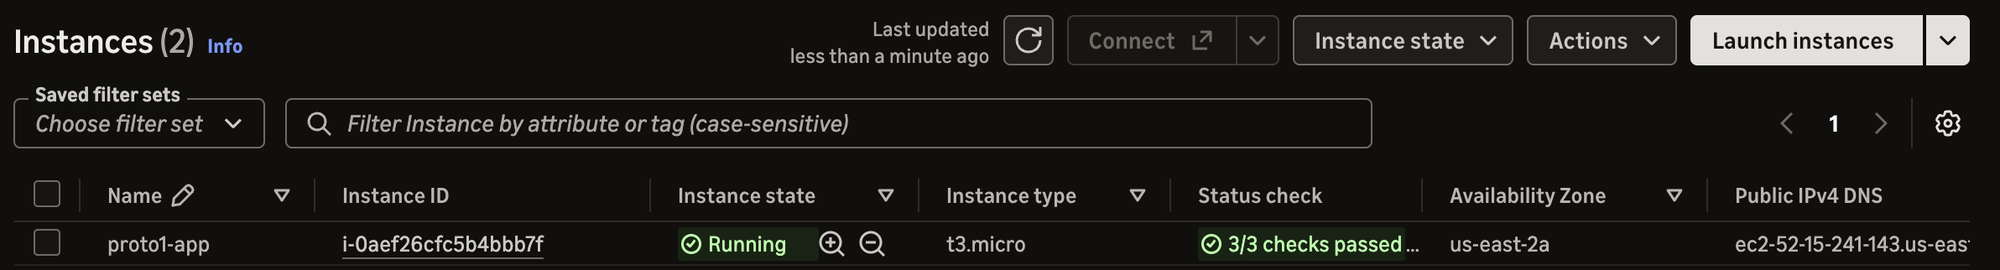 Instances (2) Info
Last updated
less than a minute ago
Connect
Instance state
Actions
Launch instances
Saved filter sets
Choose filter set
Filter Instance by attribute or tag (case-sensitive)
1
Name Instance ID Instance state Instance type Status check Availability Zone Public IPv4 DNS
proto1-app i-0aef26cfc5b4bbb7f Running t3.micro 3/3 checks passed... us-east-2a ec2-52-15-241-143.us-east